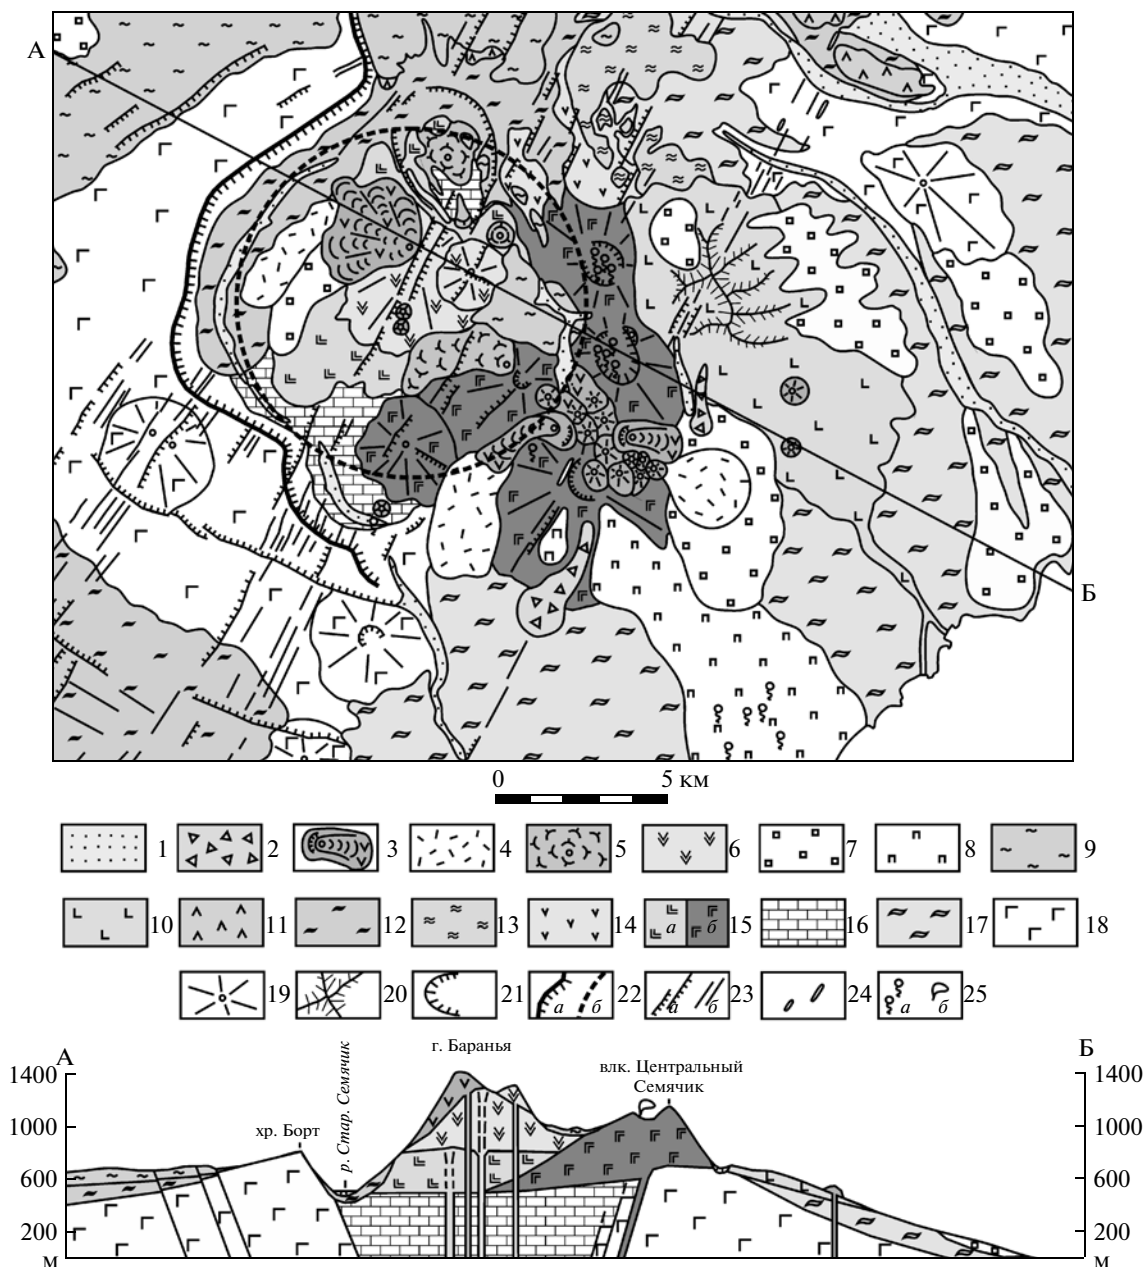 А
Б
0 5 км
1 2 3 4 5 6 7 8 9
10 11 12 13 14 а б 15 16 17 18
19 20 21 а б 22 а б 23 24 а б 25
А г. Баранья Б
р. Стар. Семячик
влк. Центральный
Семячик
хр. Борт
1400 1400
1000 1000
600 600
200 200
м м